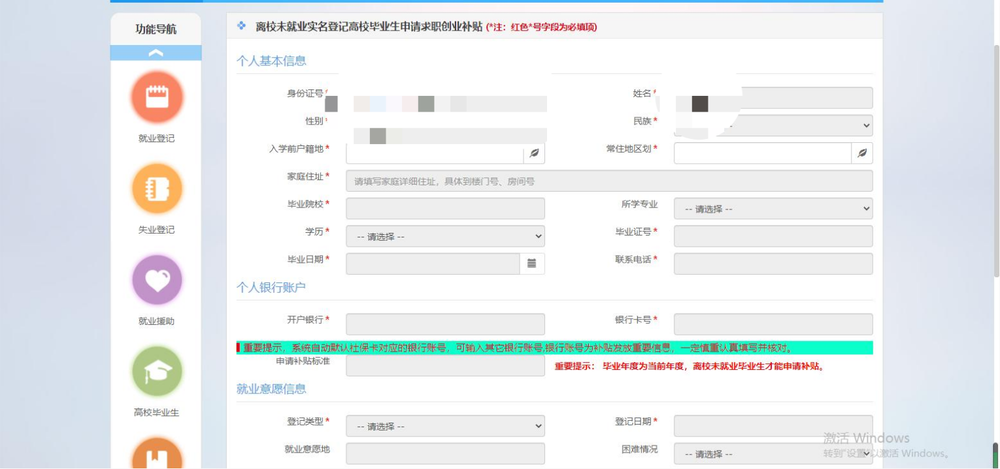 功能导航
就业登记
失业登记
就业援助
高校毕业生
离校未就业实名登记高校毕业生申请求职创业补贴 (*注：红色*号字段为必填项)
个人基本信息
身份证号*
姓名*
性别*
民族*
入学前户籍地*
常住地区划*
家庭住址* 请填写家庭详细住址，具体到楼门号、房间号
毕业院校*
所学专业 -- 请选择 --
学历* -- 请选择 --
毕业证号*
毕业日期*
联系电话*
个人银行账户
开户银行*
银行卡号*
重要提示，系统自动默认社保卡对应的银行账号，可输入其它银行账号,银行账号为补贴发放重要信息，一定慎重认真填写并核对。
申请补贴标准
重要提示： 毕业年度为当前年度，离校未就业毕业生才能申请补贴。
就业意愿信息
登记类型* -- 请选择 --
登记日期*
就业意愿地
困难情况 -- 请选择 --
激活 Windows
转到"设置"以激活 Windows。